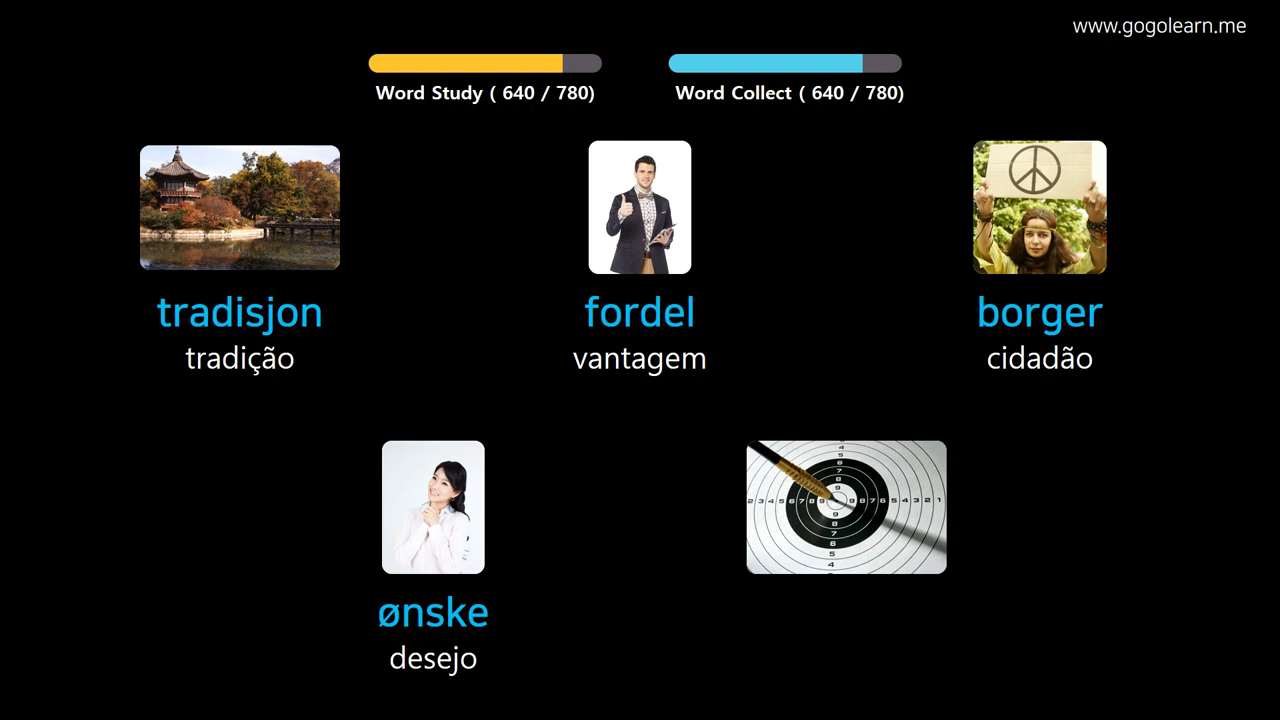 www.gogolearn.me
Word Study ( 640 / 780)
Word Collect ( 640 / 780)
tradisjon
tradição
fordel
vantagem
borger
cidadão
ønske
desejo